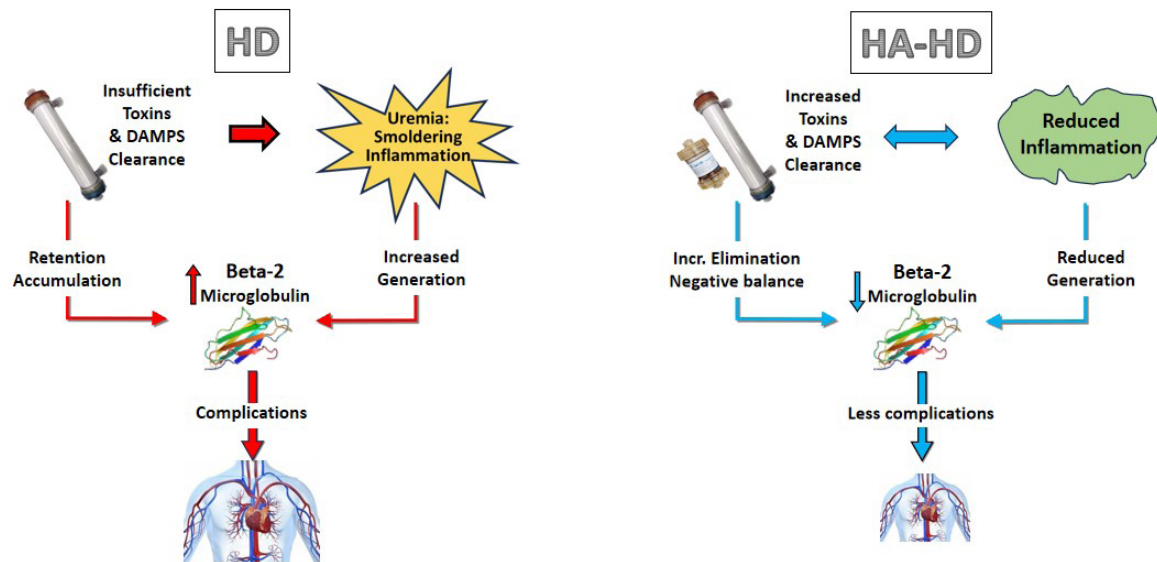 HD
Insufficient
Toxins
& DAMPS
Clearance
Uremia:
Smoldering
Inflammation
Retention
Accumulation
Increased
Generation
Beta-2
Microglobulin
Complications
HA-HD
Increased
Toxins
& DAMPS
Clearance
Reduced
Inflammation
Incr. Elimination
Negative balance
Reduced
Generation
Beta-2
Microglobulin
Less complications